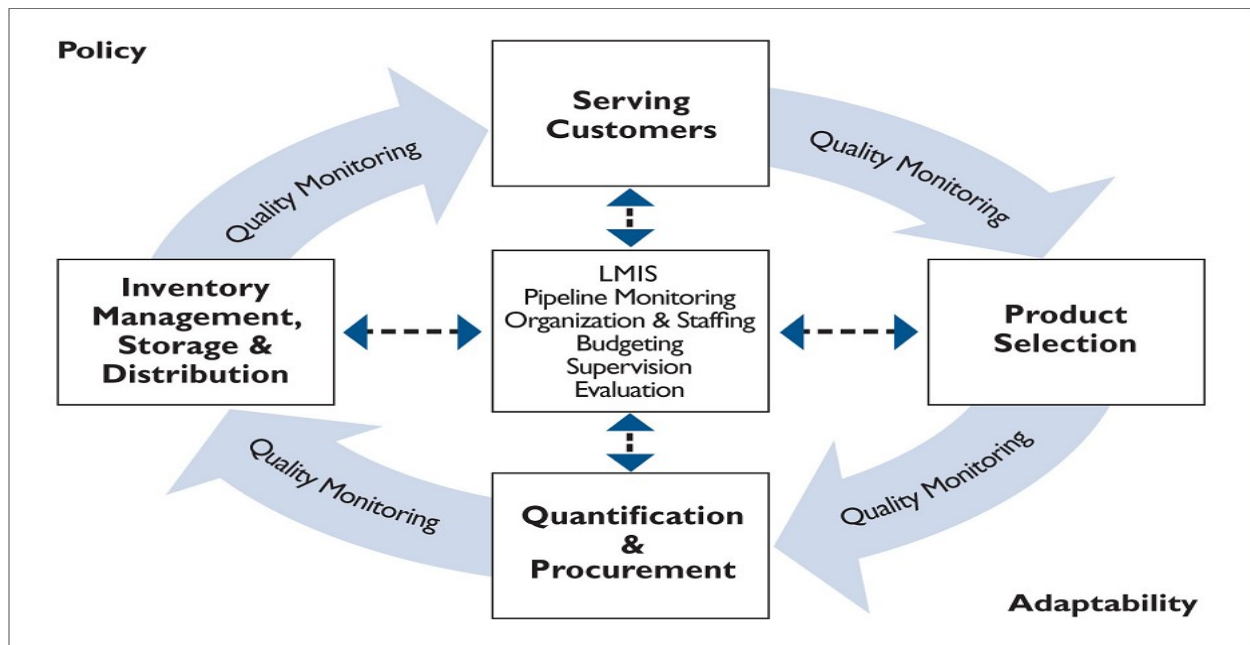 Policy
Serving
Customers
Quality Monitoring
Quality Monitoring
Inventory
Management,
Storage &
Distribution
LMIS
Pipeline Monitoring
Organization & Staffing
Budgeting
Supervision
Evaluation
Product
Selection
Quality Monitoring
Quality Monitoring
Quantification
&
Procurement
Adaptability